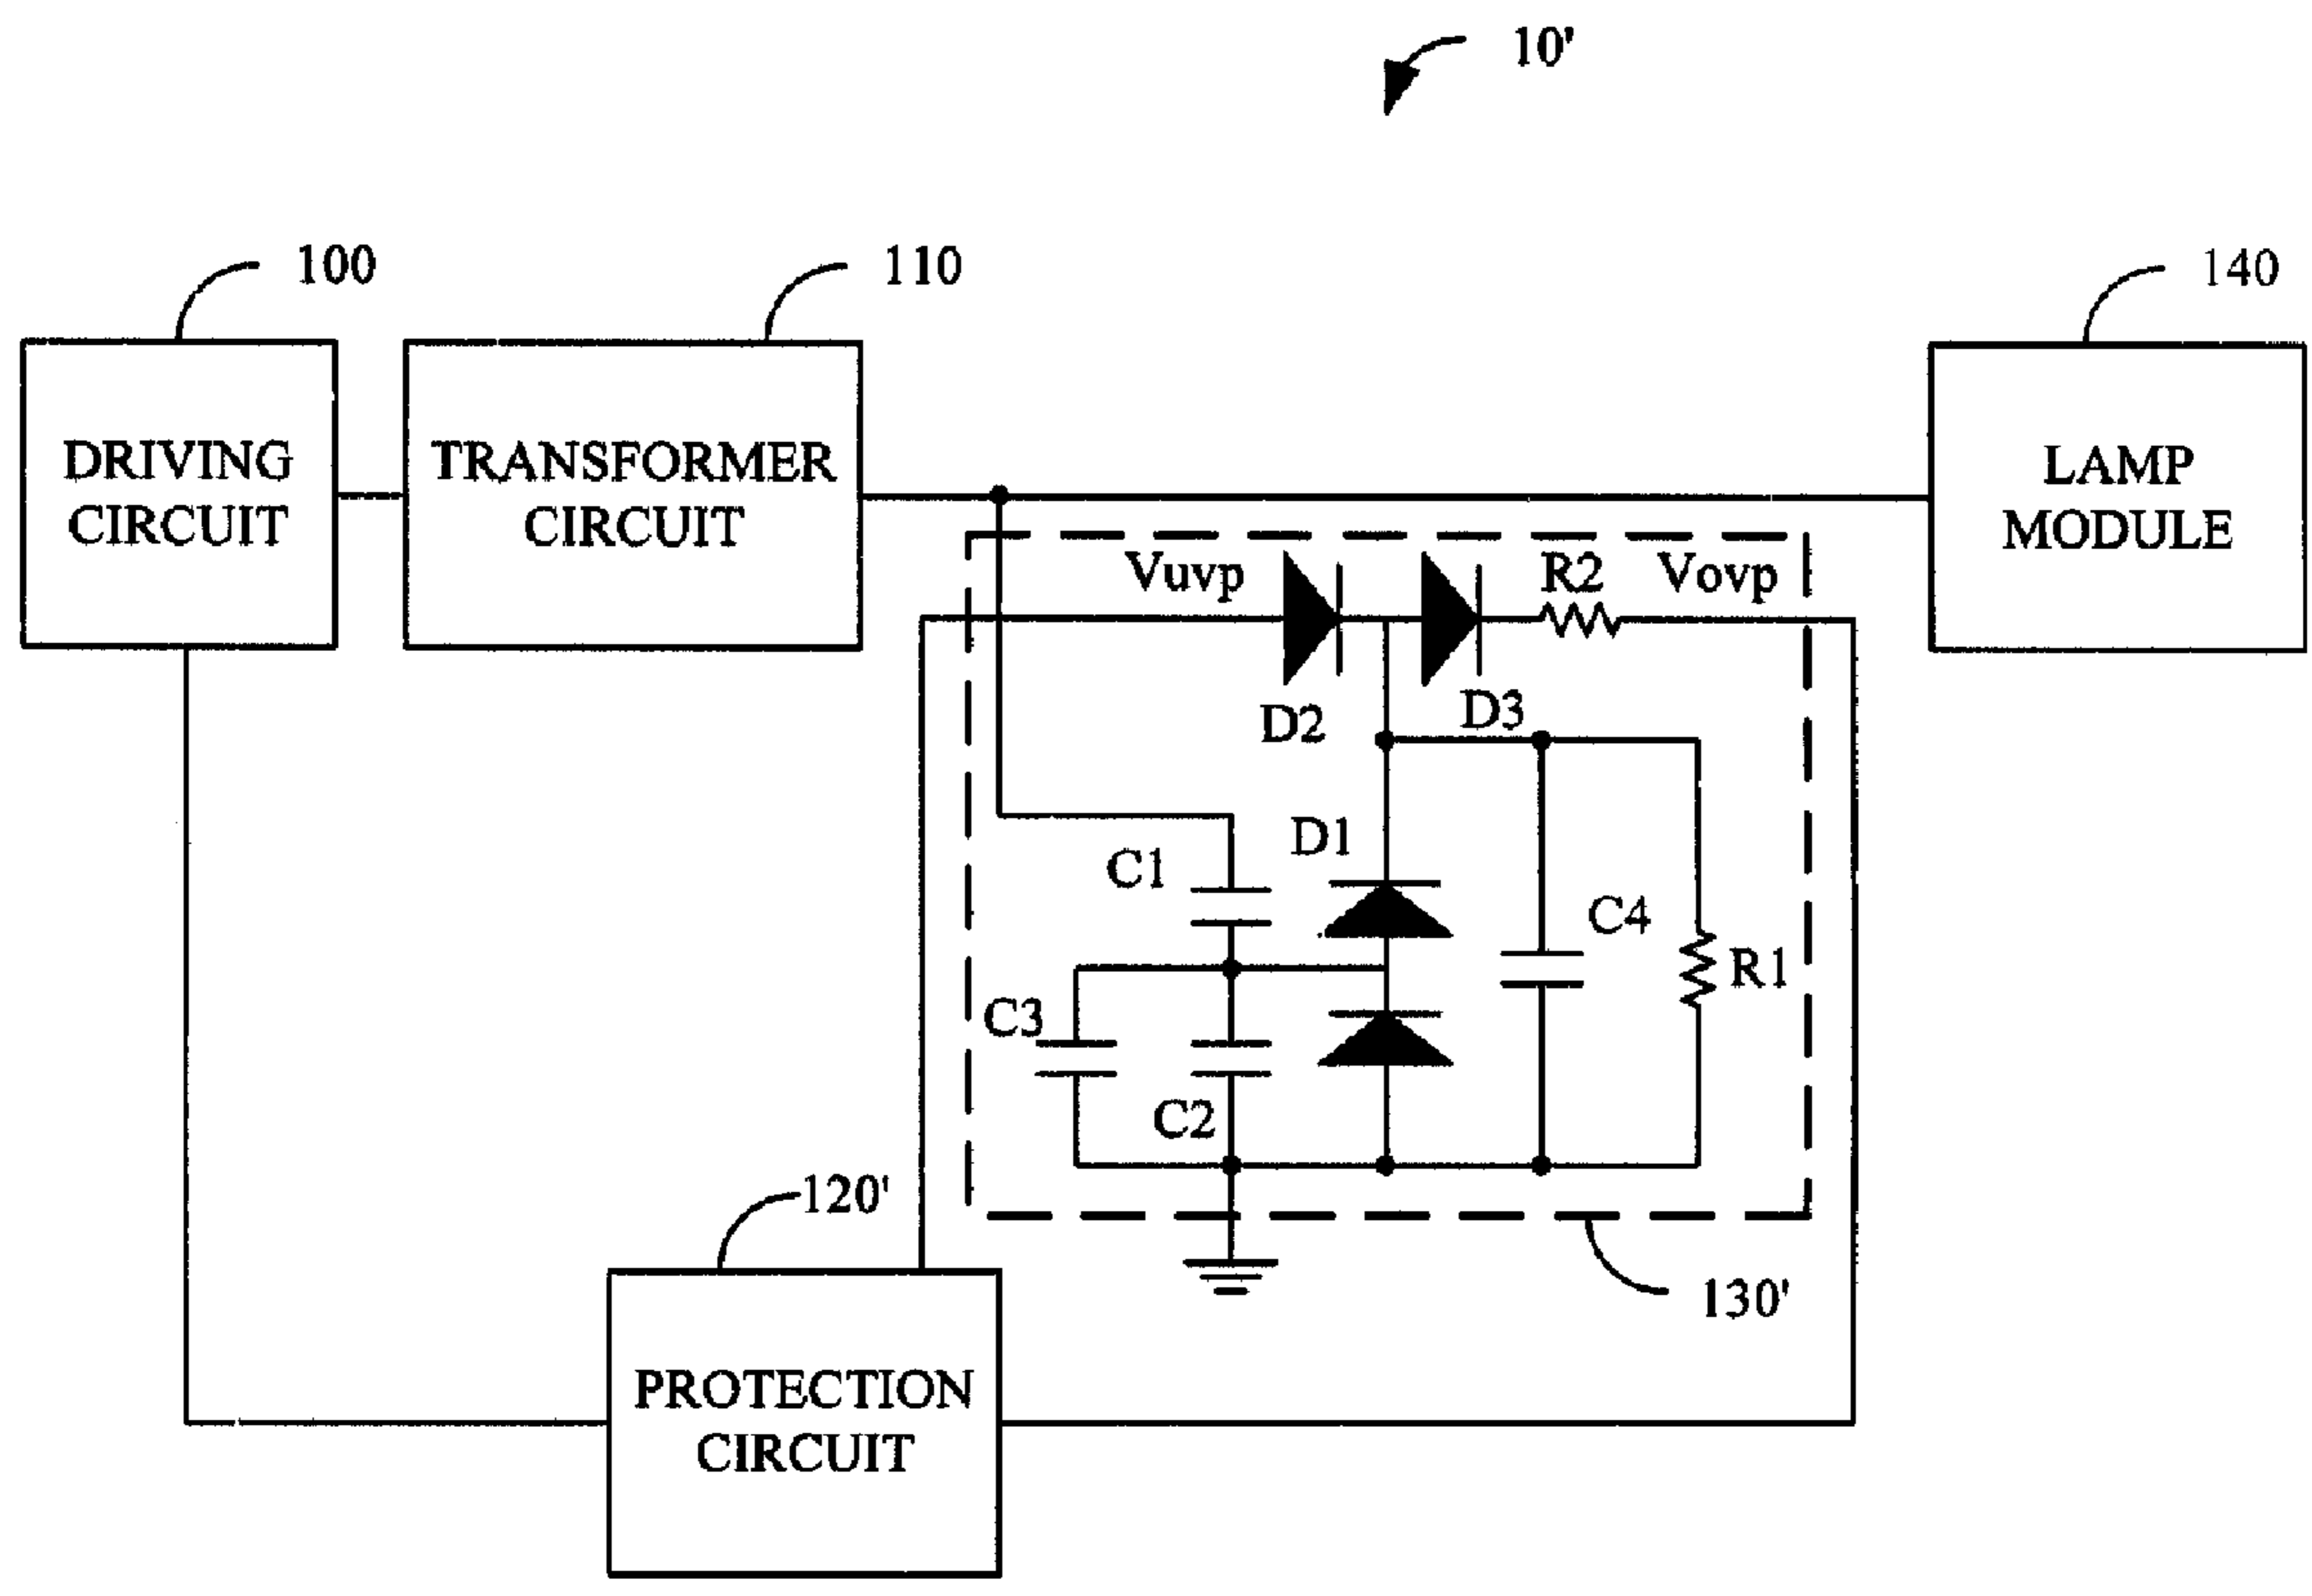 10'
100
110
140
DRIVING
CIRCUIT
TRANSFORMER
CIRCUIT
LAMP
MODULE
Vuvp
R2
Vovp
D2
D3
D1
C1
C4
R1
C3
C2
120'
130'
PROTECTION
CIRCUIT